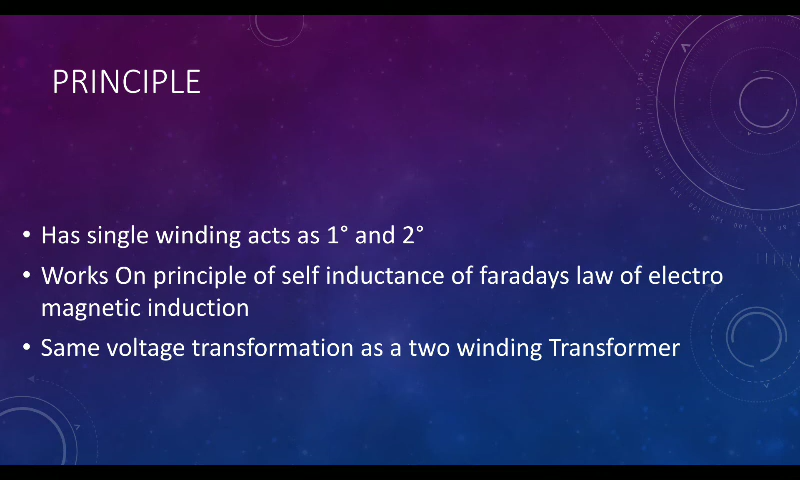 PRINCIPLE
• Has single winding acts as 1° and 2°
• Works On principle of self inductance of faradays law of electro
magnetic induction
• Same voltage transformation as a two winding Transformer